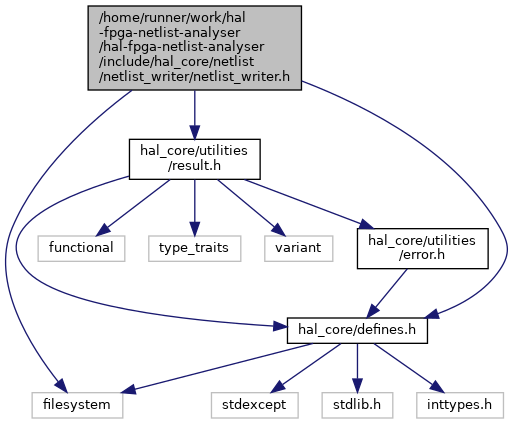 /home/runner/work/hal
-fpga-netlist-analyser
/hal-fpga-netlist-analyser
/include/hal_core/netlist
/netlist_writer/netlist_writer.h
hal_core/utilities
/result.h
functional
type_traits
variant
hal_core/utilities
/error.h
hal_core/defines.h
filesystem
stdexcept
stdlib.h
inttypes.h